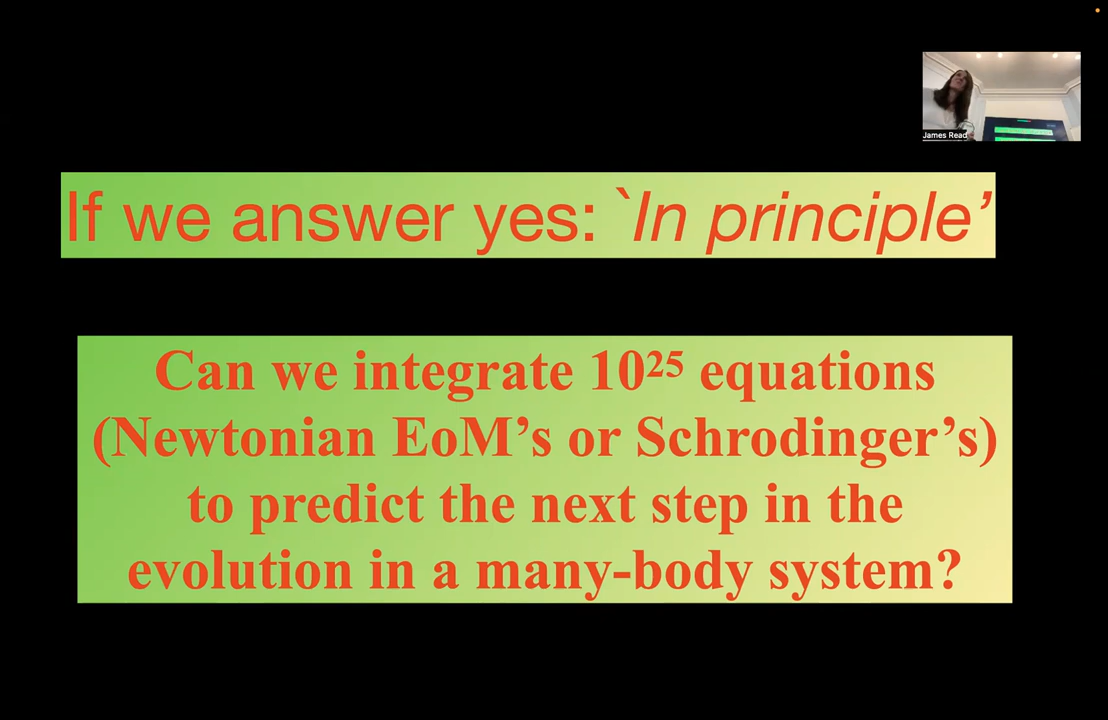 James Read
If we answer yes: `In principle’
Can we integrate 10²⁵ equations
(Newtonian EoM’s or Schrodinger’s)
to predict the next step in the
evolution in a many-body system?